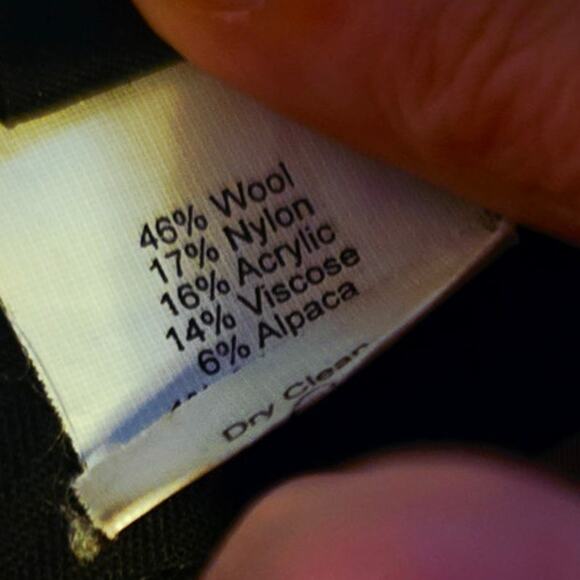 46% Wool
17% Nylon
16% Acrylic
14% Viscose
6% Alpaca
Dry Clean